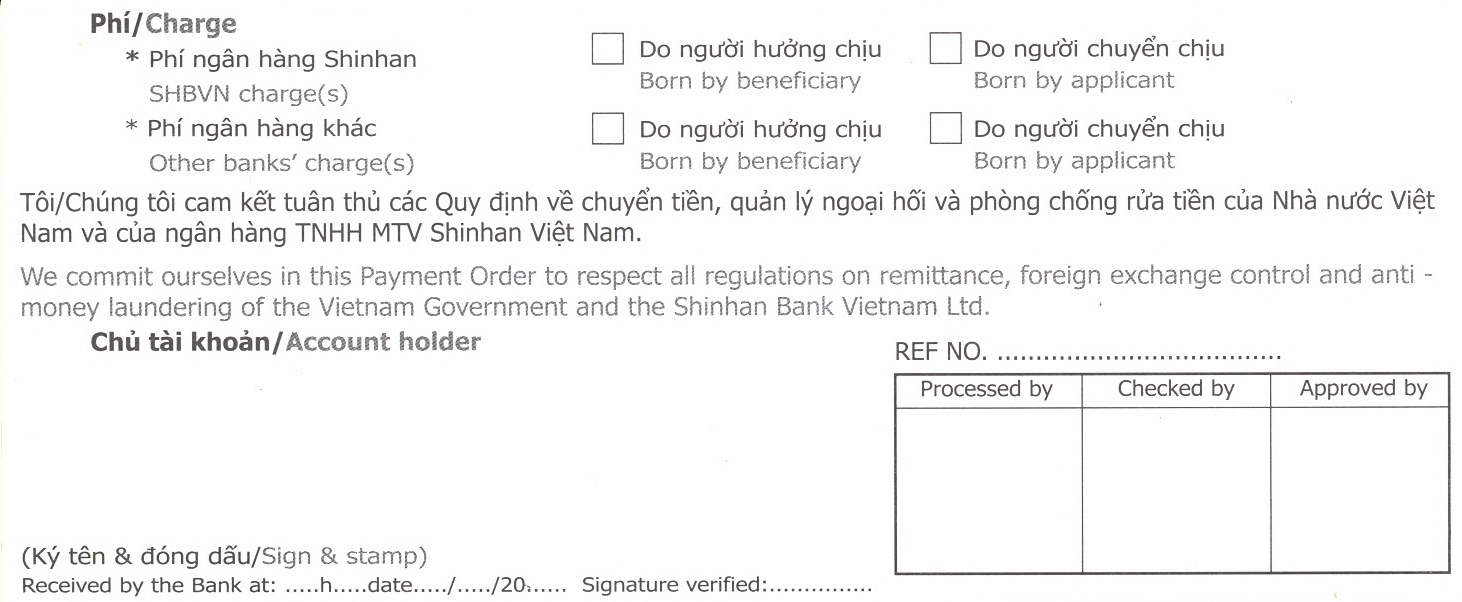 Phí/Charge
* Phí ngân hàng Shinhan ☐ Do người hưởng chịu ☐ Do người chuyển chịu
SHBVN charge(s) Born by beneficiary Born by applicant
* Phí ngân hàng khác ☐ Do người hưởng chịu ☐ Do người chuyển chịu
Other banks’ charge(s) Born by beneficiary Born by applicant
Tôi/Chúng tôi cam kết tuân thủ các Quy định về chuyển tiền, quản lý ngoại hối và phòng chống rửa tiền của Nhà nước Việt
Nam và của ngân hàng TNHH MTV Shinhan Việt Nam.
We commit ourselves in this Payment Order to respect all regulations on remittance, foreign exchange control and anti -
money laundering of the Vietnam Government and the Shinhan Bank Vietnam Ltd.
Chủ tài khoản/Account holder
REF NO. ......................................
Processed by Checked by Approved by
(Ký tên & đóng dấu/Sign & stamp)
Received by the Bank at: .....h.....date...../...../20....... Signature verified:................